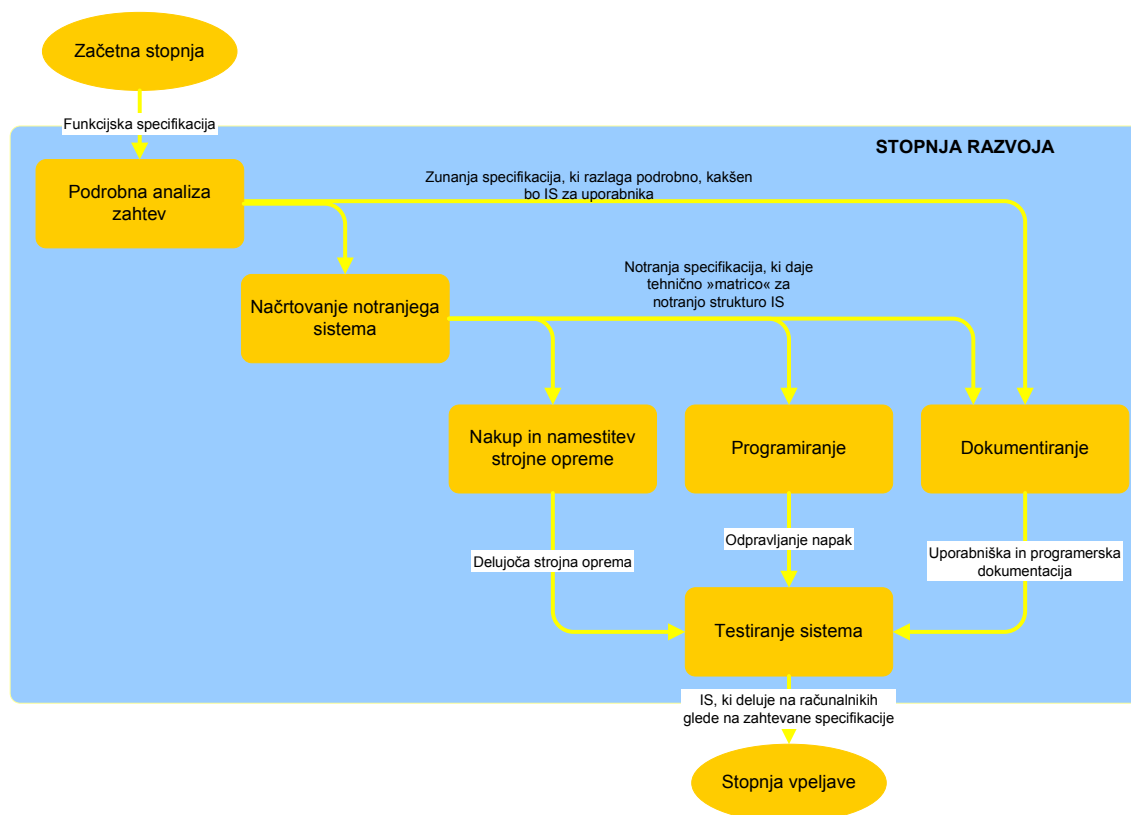 Začetna stopnja
Funkcijska specifikacija
STOPNJA RAZVOJA
Podrobna analiza
zahtev
Zunanja specifikacija, ki razlaga podrobno, kakšen
bo IS za uporabnika
Načrtovanje notranjega
sistema
Notranja specifikacija, ki daje
tehnično »matrico« za
notranjo strukturo IS
Nakup in namestitev
strojne opreme
Programiranje
Dokumentiranje
Delujoča strojna oprema
Odpravljanje napak
Uporabniška in programerska
dokumentacija
Testiranje sistema
IS, ki deluje na računalnikih
glede na zahtevane specifikacije
Stopnja vpeljave